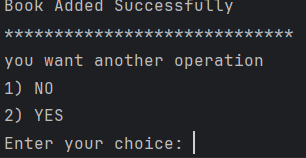 Book Added Successfully
*****************************
you want another operation
1) NO
2) YES
Enter your choice: